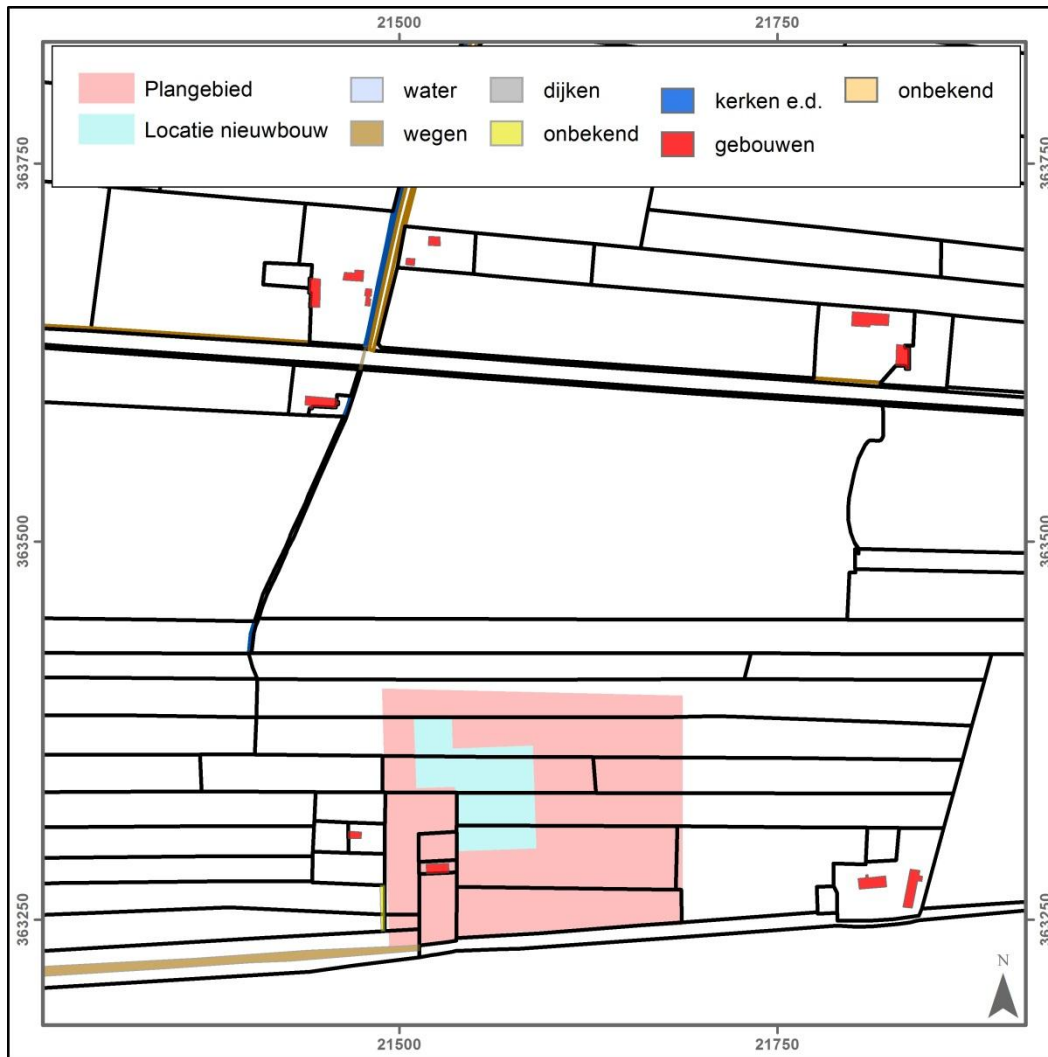 21500 21750
Plangebied water dijken kerken e.d. onbekend
Locatie nieuwbouw wegen onbekend gebouwen
363750 363750
363500 363500
363250 363250
N
21500 21750